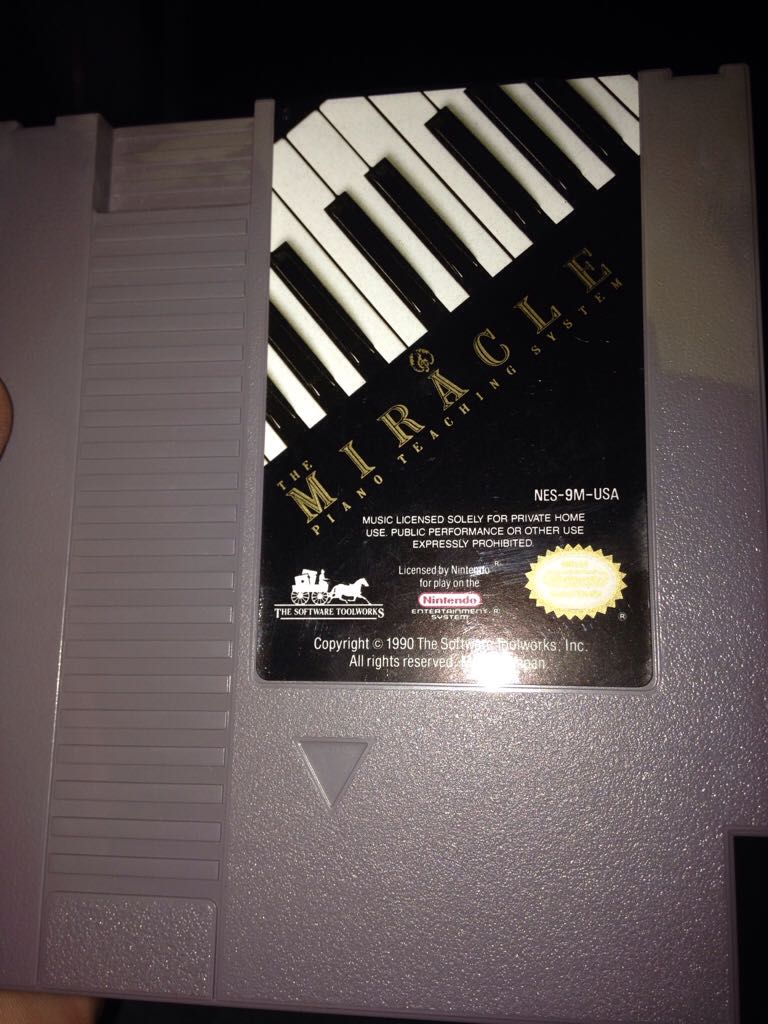 THE
MIRACLE
PIANO TEACHING SYSTEM
NES-9M-USA
MUSIC LICENSED SOLELY FOR PRIVATE HOME
USE. PUBLIC PERFORMANCE OR OTHER USE
EXPRESSLY PROHIBITED.
Licensed by Nintendo®
for play on the
Nintendo
ENTERTAINMENT®
SYSTEM
®
THE SOFTWARE TOOLWORKS
Copyright © 1990 The Software Toolworks, Inc.
All rights reserved.